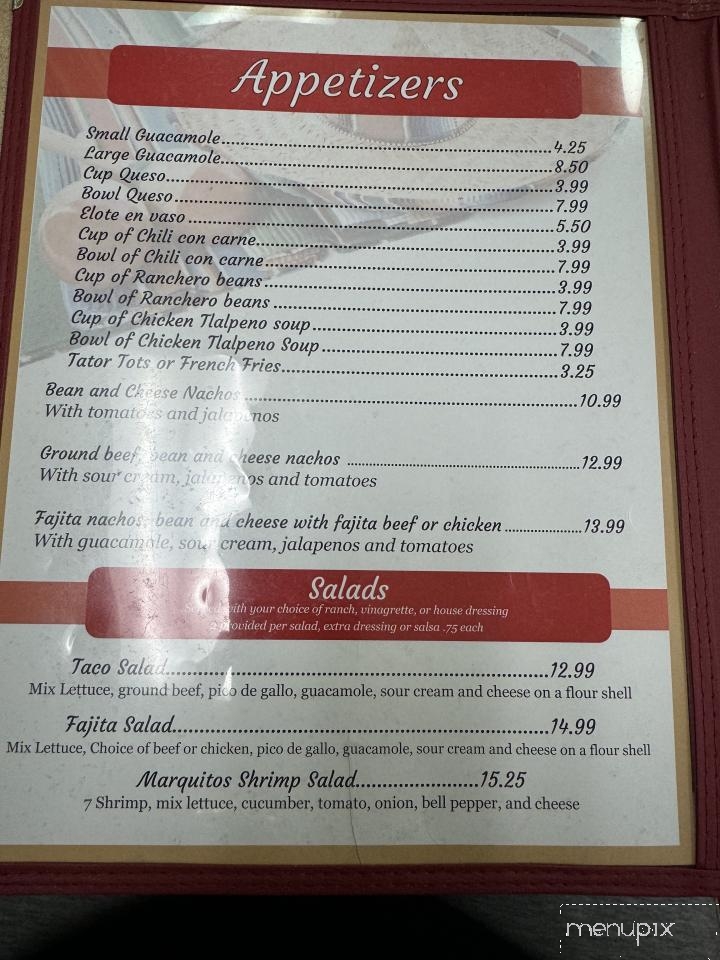 Appetizers
Small Guacamole........4.25
Large Guacamole........8.50
Cup Queso........3.99
Bowl Queso........7.99
Elote en vaso........5.50
Cup of Chili con carne........3.99
Bowl of Chili con carne........7.99
Cup of Ranchero beans........3.99
Bowl of Ranchero beans........7.99
Cup of Chicken Tlalpeno soup........3.99
Bowl of Chicken Tlalpeno Soup........7.99
Tator Tots or French Fries........3.25
Bean and Cheese Nachos........10.99
With tomatoes and jalapenos
Ground beef, bean and cheese nachos........12.99
With sour cream, jalapenos and tomatoes
Fajita nachos, bean and cheese with fajita beef or chicken........13.99
With guacamole, sour cream, jalapenos and tomatoes
Salads
Served with your choice of ranch, vinagrette, or house dressing
2 provided per salad, extra dressing or salsa .75 each
Taco Salad........12.99
Mix Lettuce, ground beef, pico de gallo, guacamole, sour cream and cheese on a flour shell
Fajita Salad........14.99
Mix Lettuce, Choice of beef or chicken, pico de gallo, guacamole, sour cream and cheese on a flour shell
Marquitos Shrimp Salad........15.25
7 Shrimp, mix lettuce, cucumber, tomato, onion, bell pepper, and cheese
menupix